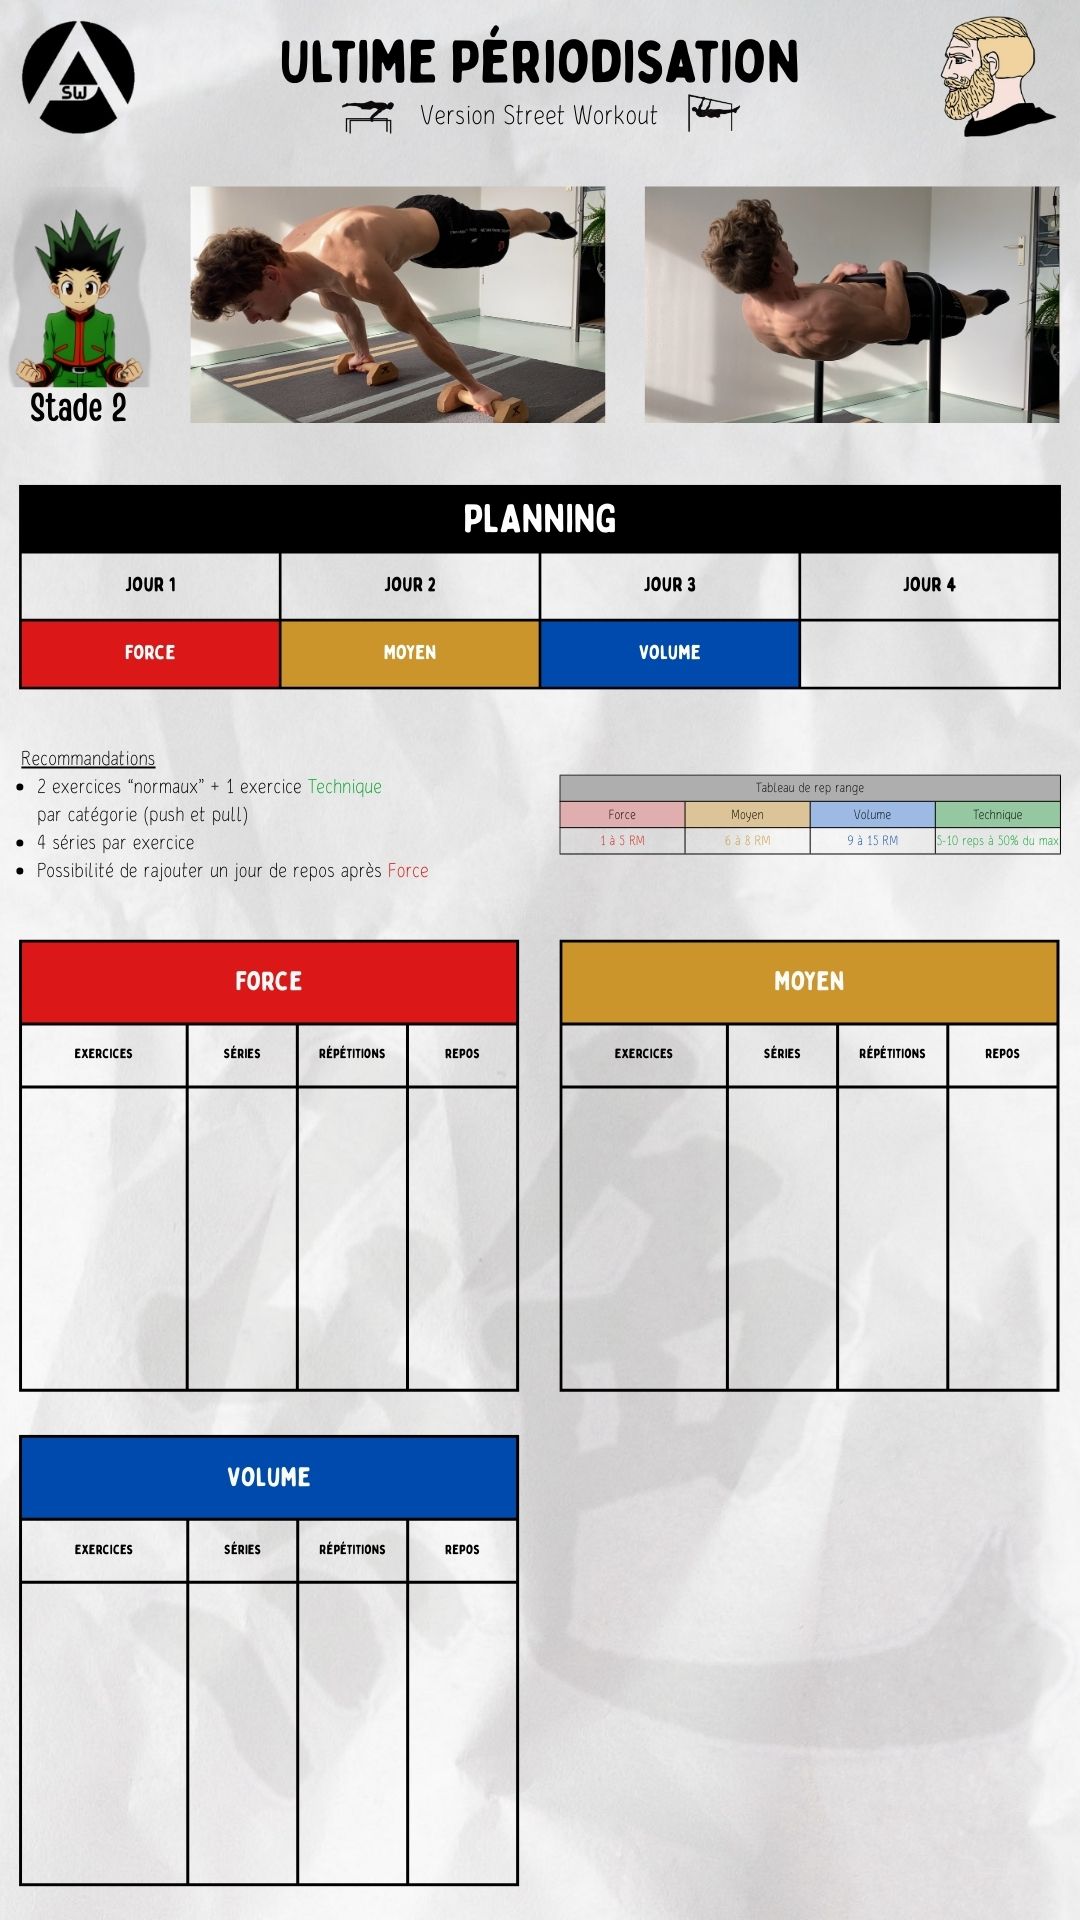 SW
ULTIME PÉRIODISATION
Version Street Workout
Stade 2
PLANNING
JOUR 1 JOUR 2 JOUR 3 JOUR 4
FORCE MOYEN VOLUME
Recommandations
• 2 exercices “normaux” + 1 exercice Technique
par catégorie (push et pull)
• 4 séries par exercice
• Possibilité de rajouter un jour de repos après Force
Tableau de rep range
Force Moyen Volume Technique
1 à 5 RM 6 à 8 RM 9 à 15 RM 5-10 reps à 50% du max
FORCE
EXERCICES SÉRIES RÉPÉTITIONS REPOS
MOYEN
EXERCICES SÉRIES RÉPÉTITIONS REPOS
VOLUME
EXERCICES SÉRIES RÉPÉTITIONS REPOS